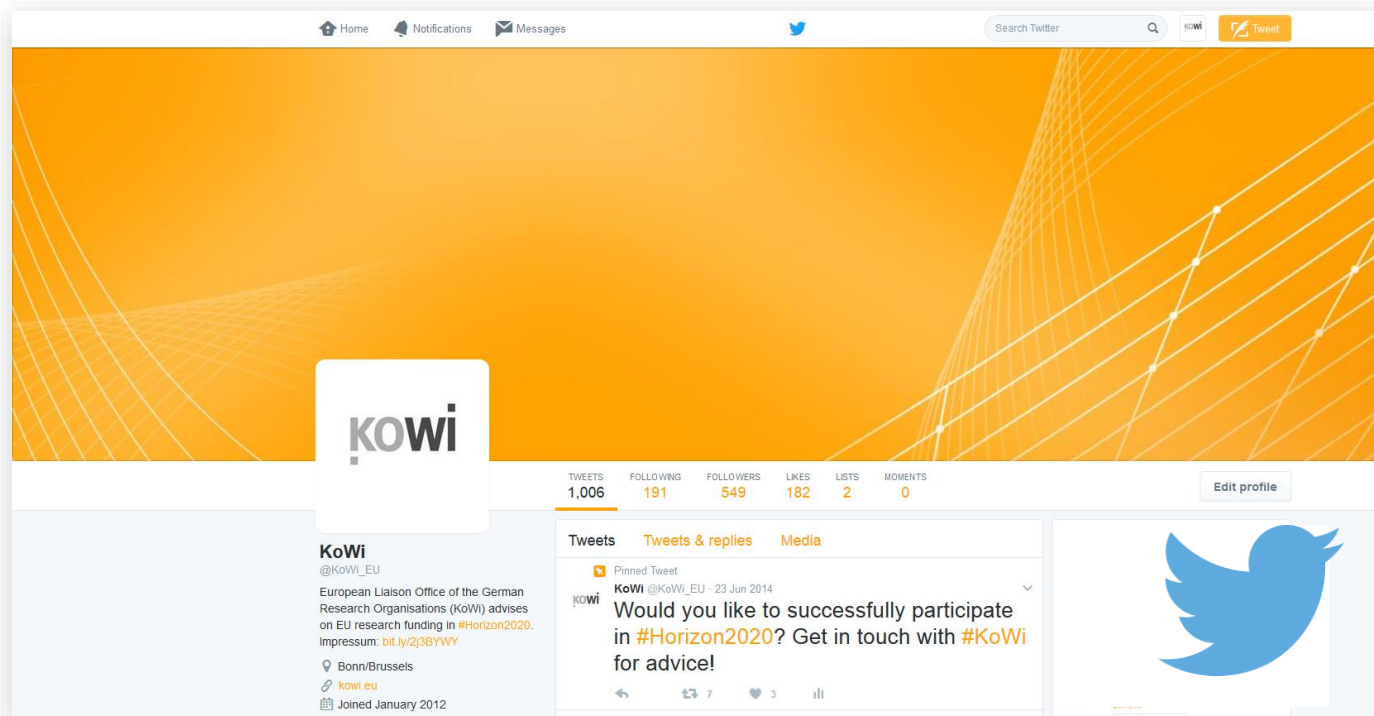 Home Notifications Messages Search Twitter KOWi Tweet
KOWi
TWEETS FOLLOWING FOLLOWERS LIKES LISTS MOMENTS
1,006 191 549 182 2 0
Edit profile
KoWi
@KoWi_EU
European Liaison Office of the German
Research Organisations (KoWi) advises
on EU research funding in #Horizon2020.
Impressum: bit.ly/2j3BYWY
Bonn/Brussels
kowi.eu
Joined January 2012
Tweets Tweets & replies Media
Pinned Tweet
KOWi
KoWi @KoWi_EU · 23 Jun 2014
Would you like to successfully participate
in #Horizon2020? Get in touch with #KoWi
for advice!
7 3